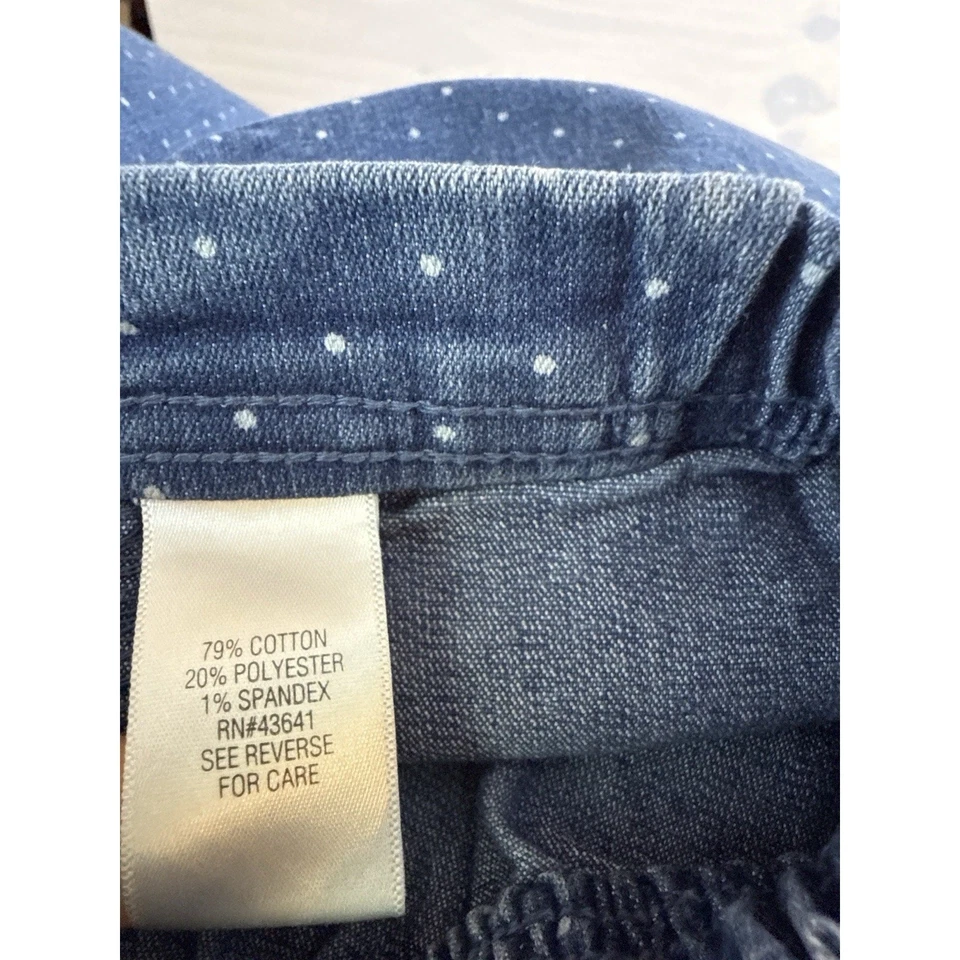 79% COTTON
20% POLYESTER
1% SPANDEX
RN#43641
SEE REVERSE
FOR CARE